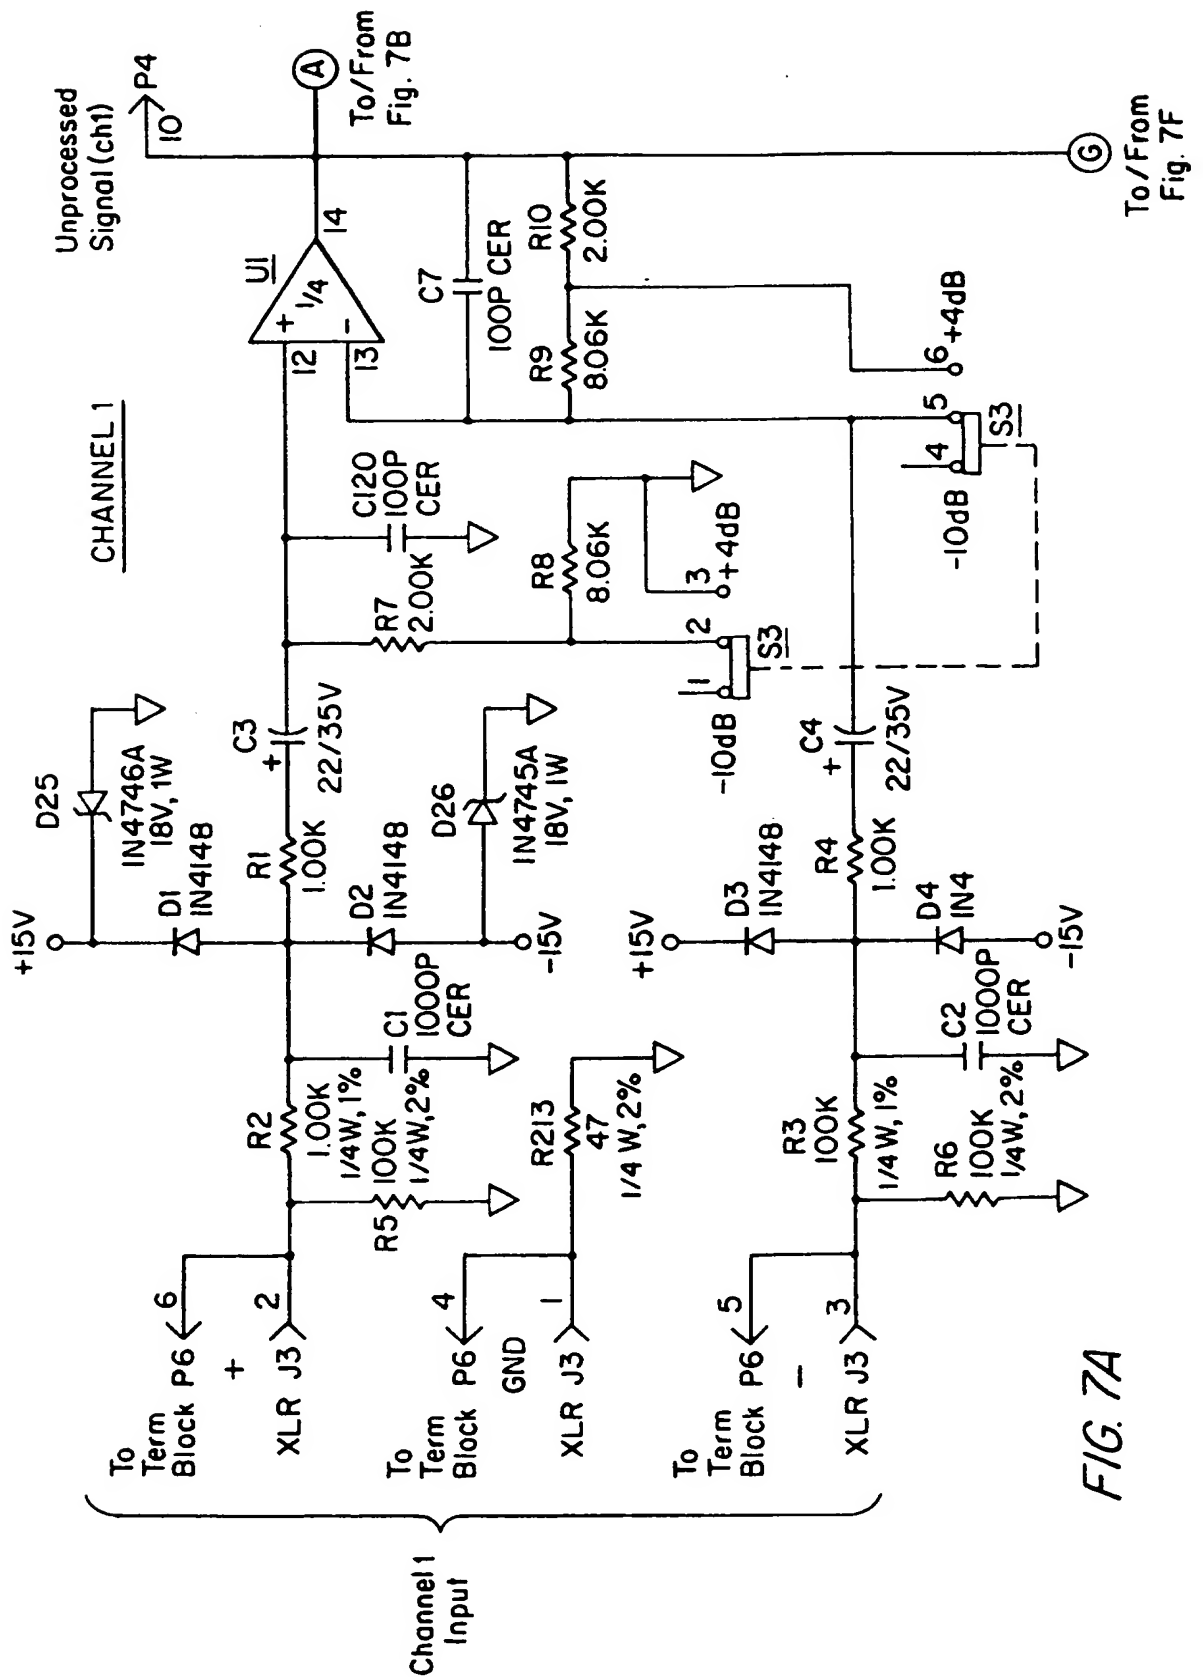 CHANNEL 1
Unprocessed
Signal (ch1)
P4
10
A
To/From
Fig. 7B
U1
1/4
+
-
12
13
14
+15V
D25
1N4746A
18V, 1W
D1
1N4148
R1
1.00K
C3
+
22/35V
D2
1N4148
D26
1N4745A
18V, 1W
-15V
C120
100P
CER
R7
2.00K
R8
8.06K
C7
100P CER
R9
8.06K
R10
2.00K
3
+4dB
2
1
-10dB
S3
6
+4dB
5
4
-10dB
S3
G
To/From
Fig. 7F
Channel 1
Input
To
Term
Block P6
6
+
XLR J3
2
R2
1.00K
1/4W, 1%
R5
100K
1/4W, 2%
C1
1000P
CER
To
Term
Block P6
4
GND
XLR J3
1
R213
47
1/4W, 2%
To
Term
Block P6
5
-
XLR J3
3
R3
100K
1/4W, 1%
R6
100K
1/4W, 2%
C2
1000P
CER
+15V
D3
1N4148
D4
1N4
-15V
R4
1.00K
C4
+
22/35V
FIG. 7A